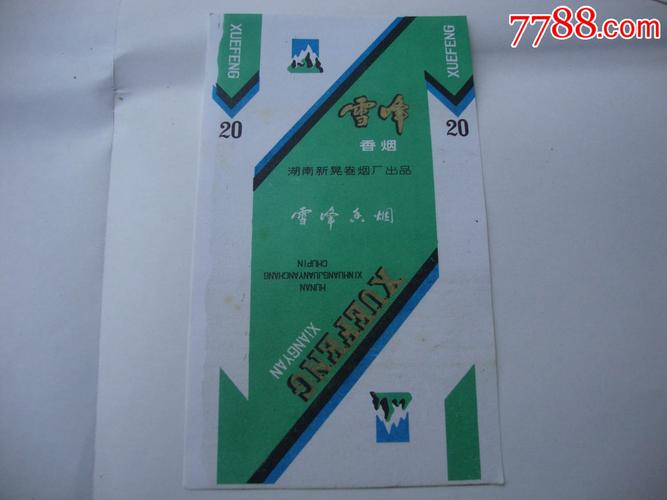 7788.com
XUEFENG
XUEFENG
20
20
雪峰
香烟
湖南新晃卷烟厂出品
雪峰香烟
HUNAN
XINHUANGJUANYANCHANG
CHUPIN
XUEFENG
XIANGYAN